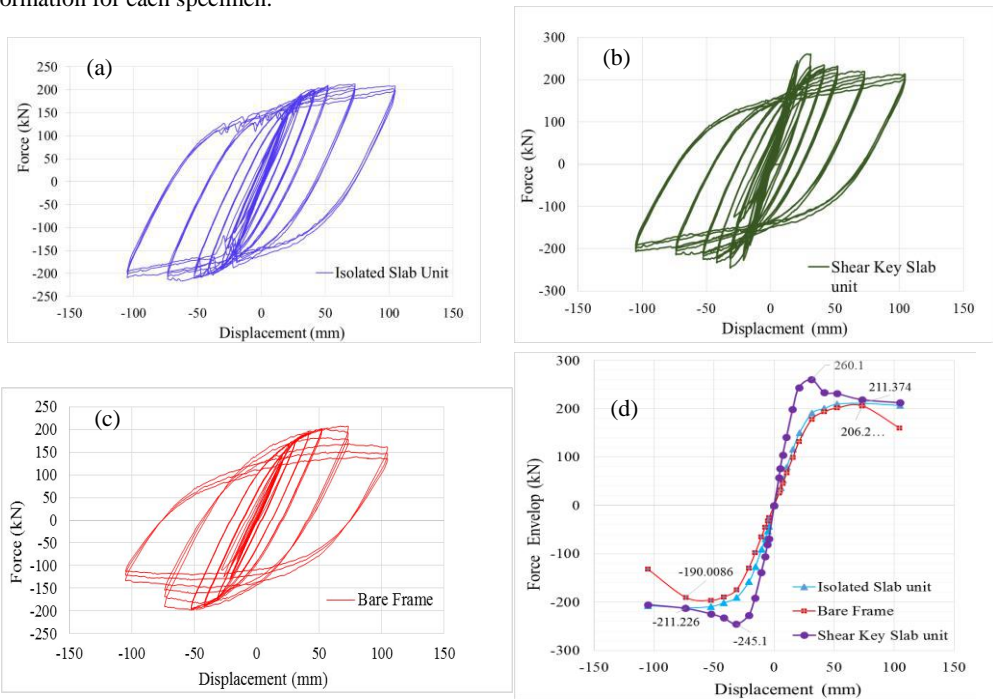 ormation for each specimen.
(a)
250
200
150
100
50
0
-50
-100
-150
-200
-250
-150 -100 -50 0 50 100 150
Force (kN)
Displacement (mm)
Isolated Slab Unit
(b)
300
200
100
0
-100
-200
-300
-150 -100 -50 0 50 100 150
Force (kN)
Displacment (mm)
Shear Key Slab
unit
(c)
250
200
150
100
50
0
-50
-100
-150
-200
-250
-150 -100 -50 0 50 100 150
Force (kN)
Displacement (mm)
Bare Frame
(d)
300
200
100
0
-100
-200
-300
-150 -100 -50 0 50 100 150
Force Envelop (kN)
Displacement (mm)
260.1
211.374
206.2...
-190.0086
-211.226
-245.1
Isolated Slab unit
Bare Frame
Shear Key Slab unit